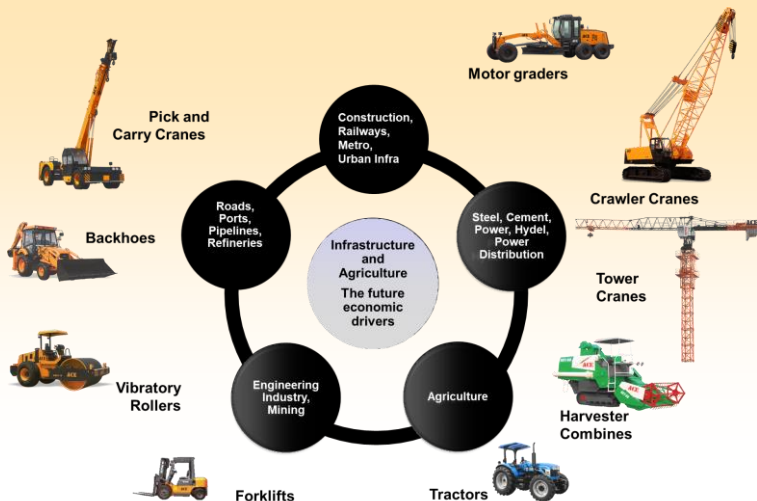 Motor graders
Pick and
Carry Cranes
Construction,
Railways,
Metro,
Urban Infra
Crawler Cranes
Roads,
Ports,
Pipelines,
Refineries
Steel, Cement,
Power, Hydel,
Power
Distribution
Backhoes
Infrastructure
and
Agriculture
The future
economic
drivers
Tower
Cranes
Vibratory
Rollers
Engineering
Industry,
Mining
Agriculture
Harvester
Combines
Forklifts
Tractors